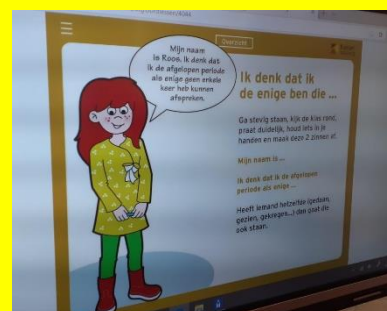 Overzicht
Mijn naam
is Roos. Ik denk dat
ik de afgelopen periode
als enige geen enkele
keer heb kunnen
afspreken.
Ik denk dat ik
de enige ben die ...
Ga stevig staan, kijk de klas rond,
praat duidelijk, houd iets in je
handen en maak deze 2 zinnen af.
Mijn naam is ...
Ik denk dat ik de afgelopen
periode als enige ...
Heeft iemand hetzelfde (gedaan,
gezien, gekregen...) dan gaat die
ook staan.